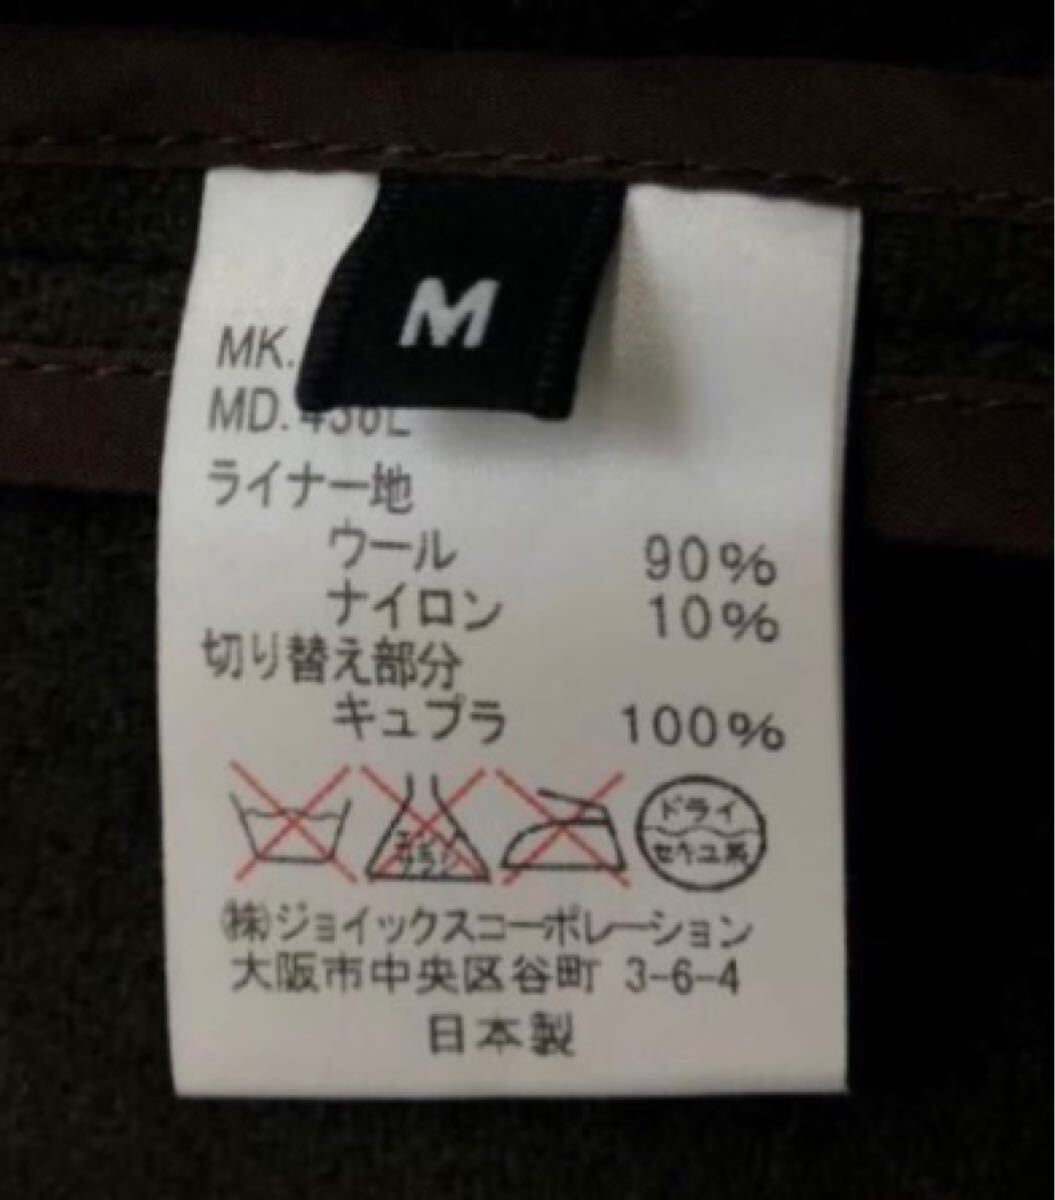 M
MK.
MD.
ライナー地
ウール 90%
ナイロン 10%
切り替え部分
キュプラ 100%
ドライ
セキユ系
㈱ジョイックスコーポレーション
大阪市中央区谷町 3-6-4
日本製